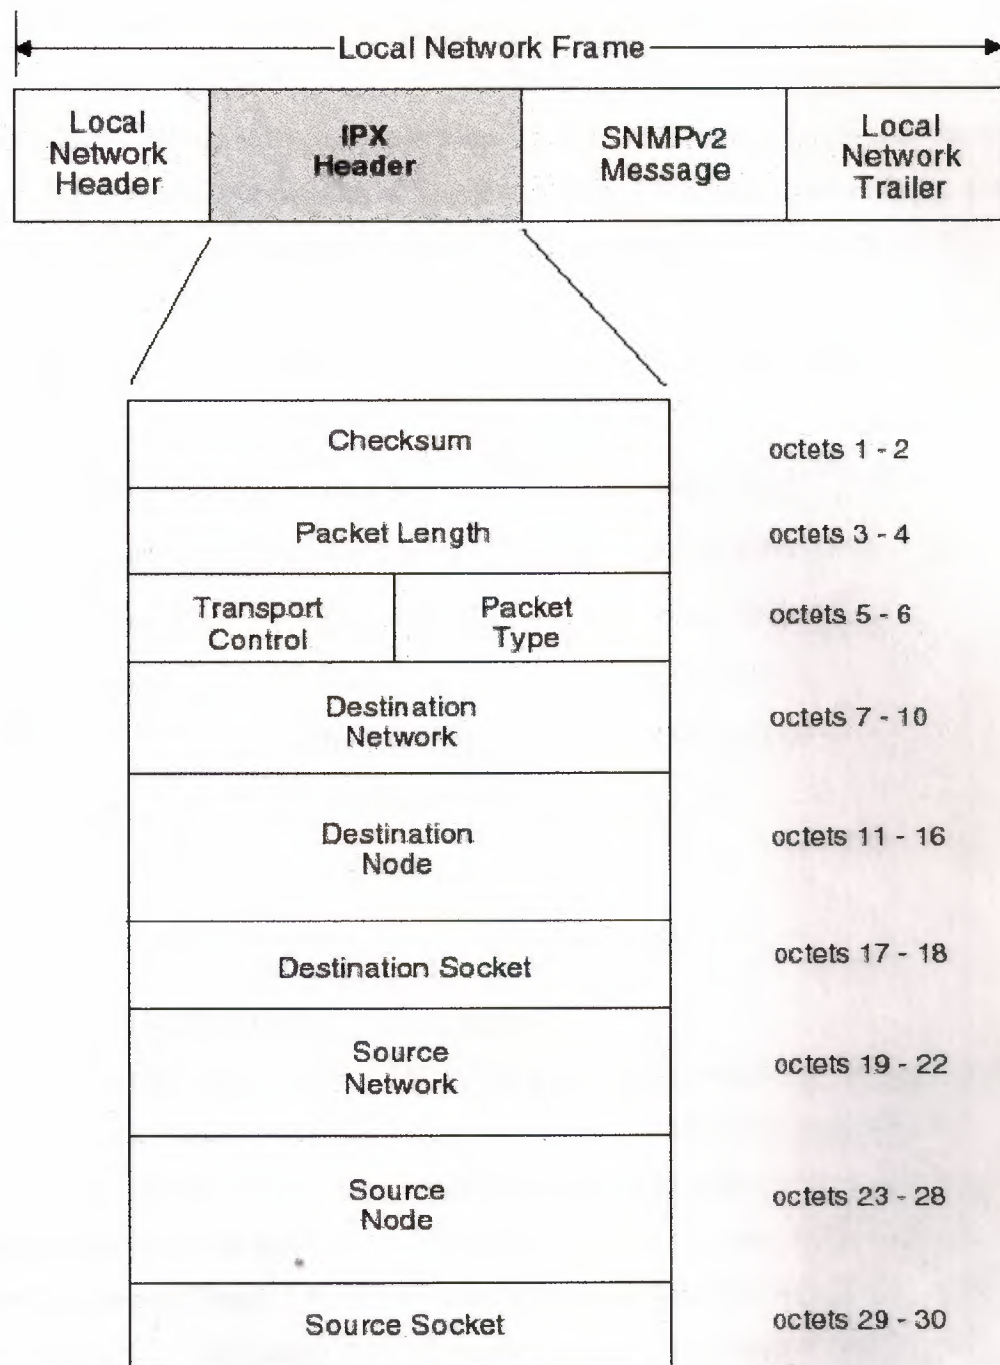 Local Network Frame
Local
Network
Header
IPX
Header
SNMPv2
Message
Local
Network
Trailer
Checksum
octets 1 - 2
Packet Length
octets 3 - 4
Transport
Control
Packet
Type
octets 5 - 6
Destination
Network
octets 7 - 10
Destination
Node
octets 11 - 16
Destination Socket
octets 17 - 18
Source
Network
octets 19 - 22
Source
Node
octets 23 - 28
Source Socket
octets 29 - 30